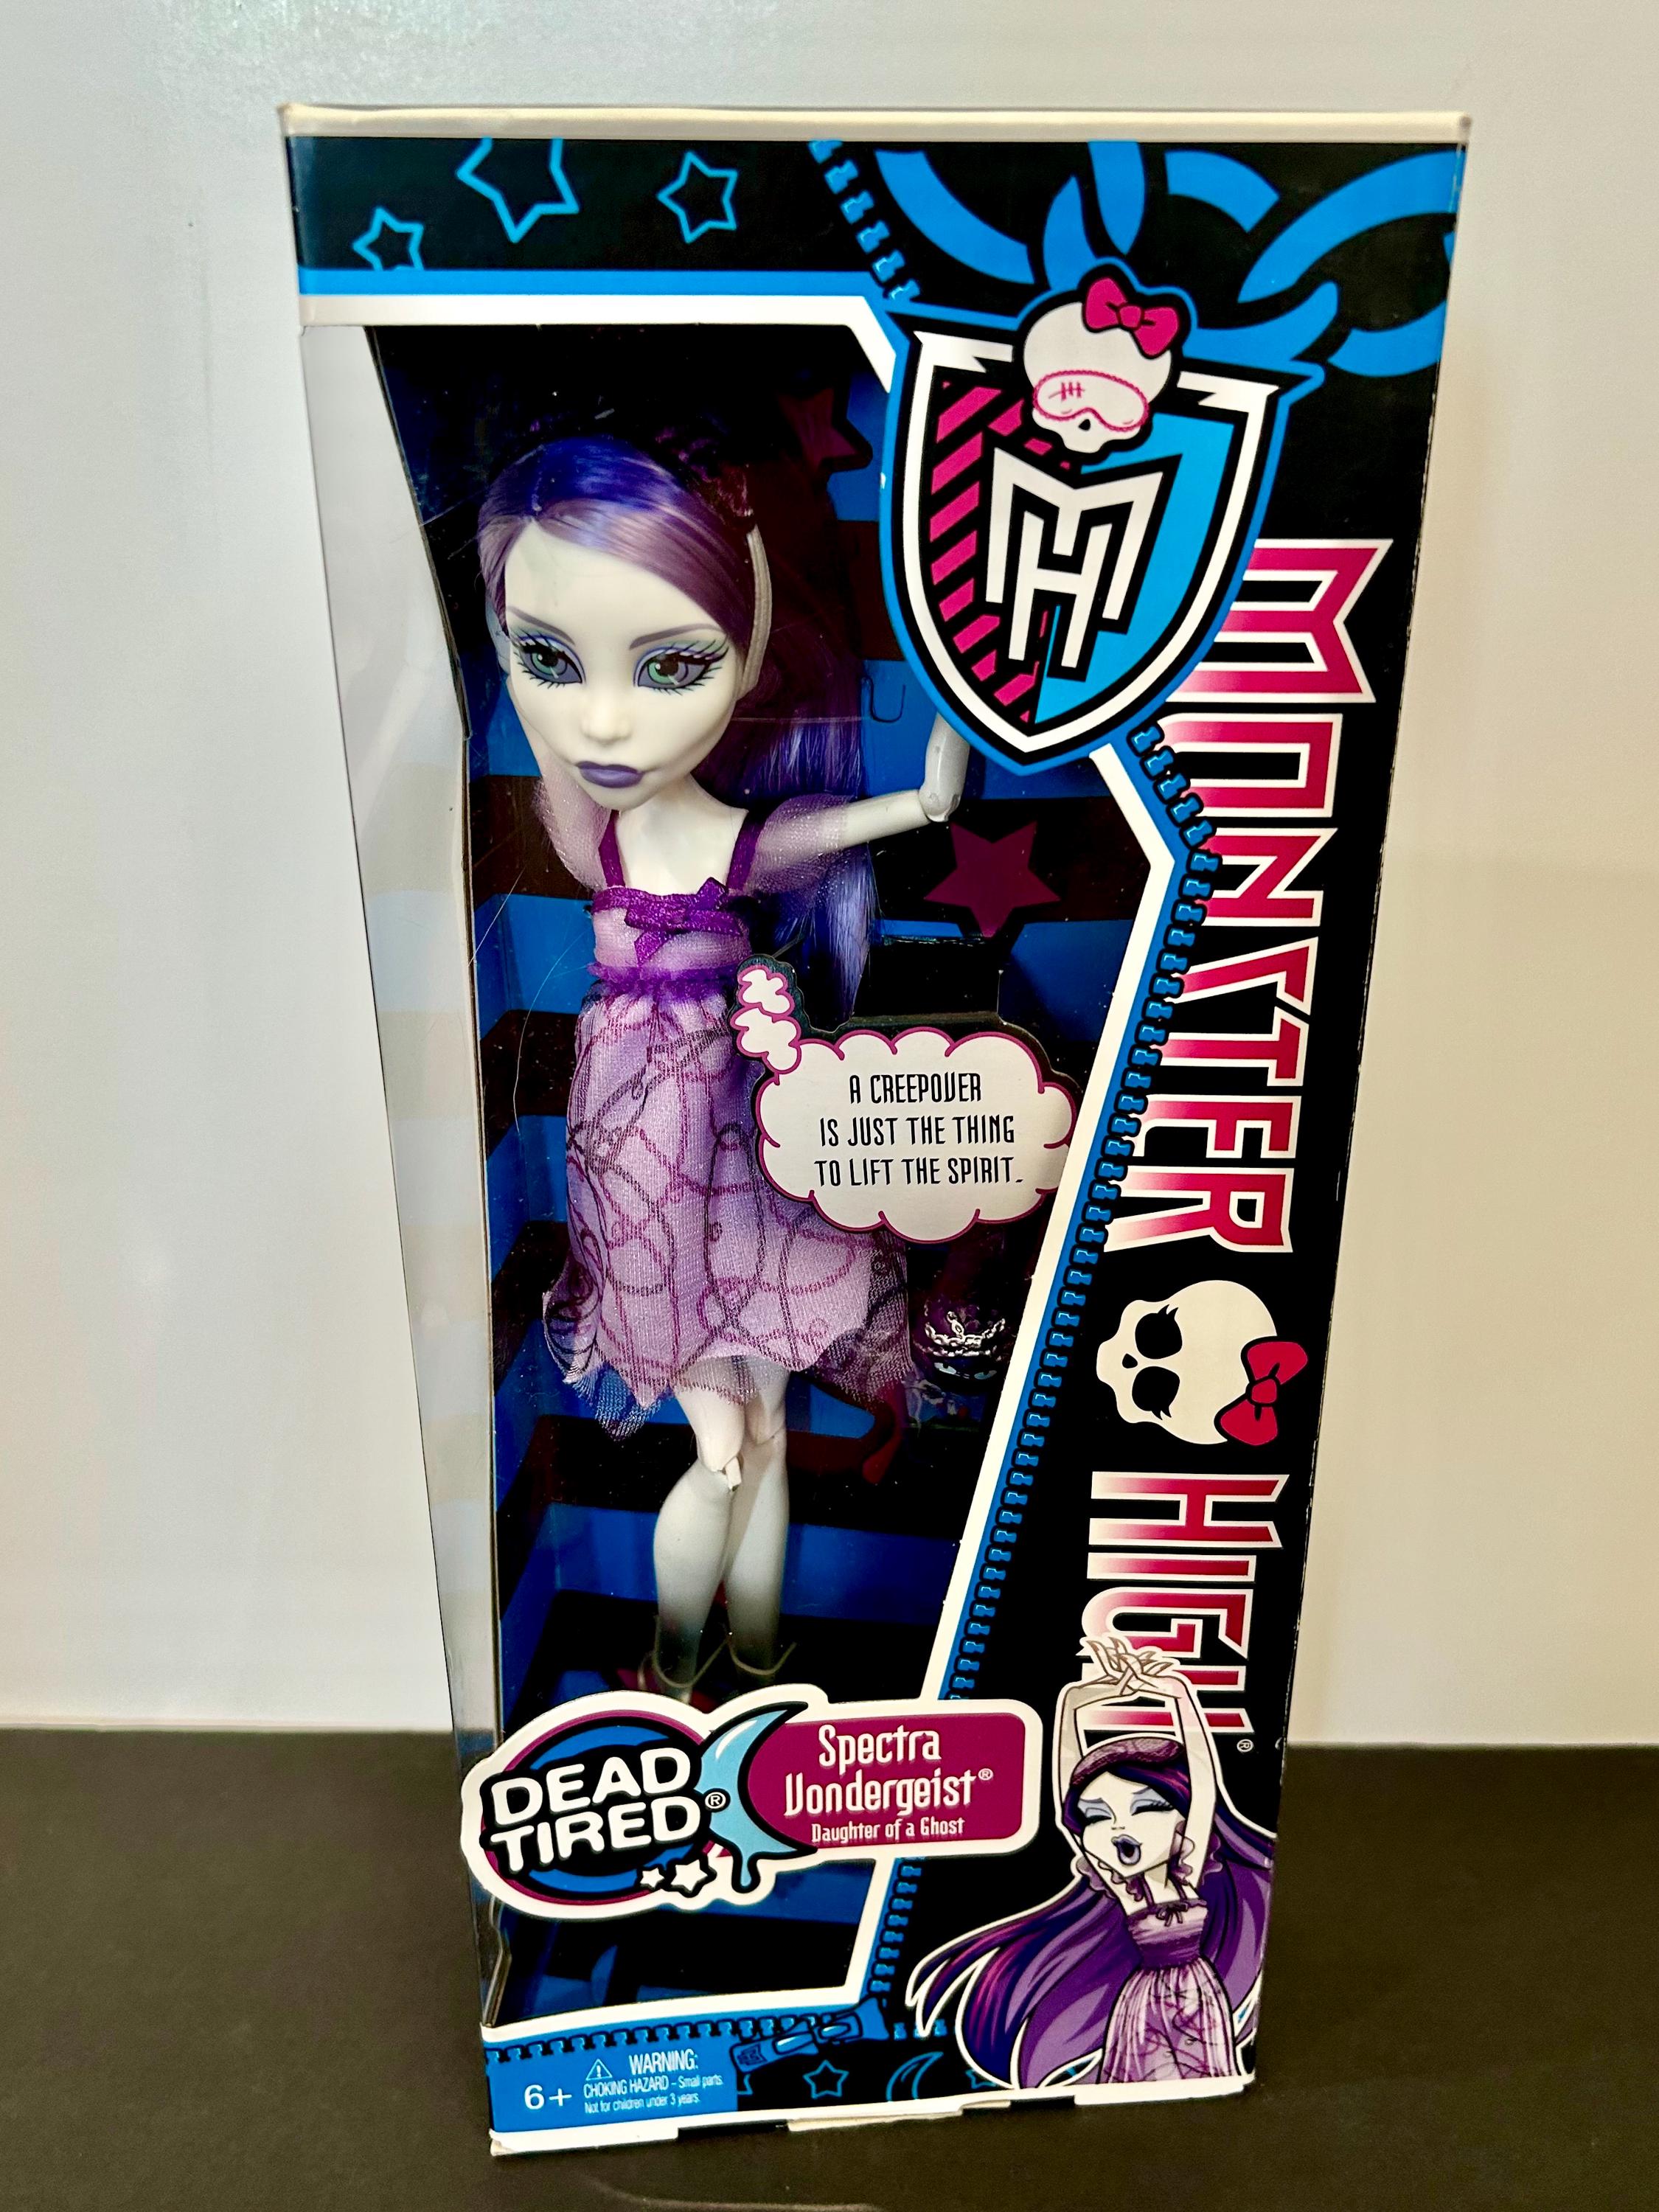 MH
MONSTER HIGH®
A CREEPOVER
IS JUST THE THING
TO LIFT THE SPIRIT.
DEAD
TIRED®
Spectra
Vondergeist®
Daughter of a Ghost
6+
WARNING:
CHOKING HAZARD – Small parts.
Not for children under 3 years.